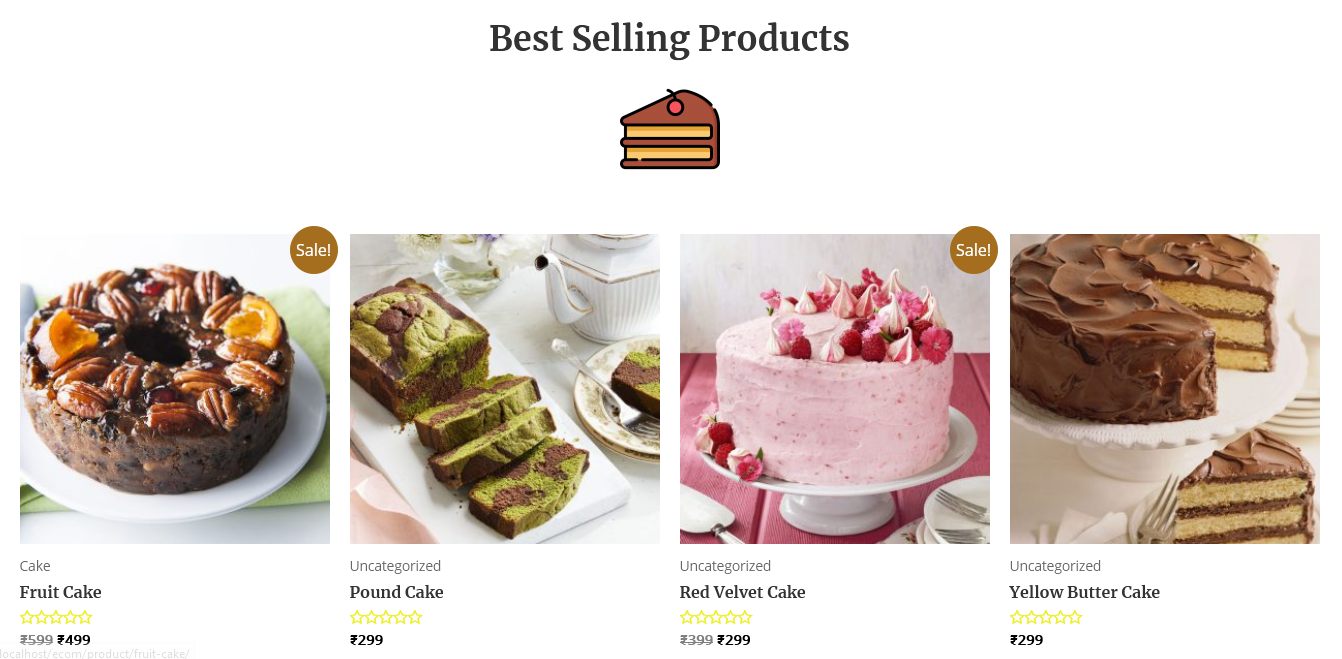 Best Selling Products
Sale!
Sale!
Cake
Uncategorized
Uncategorized
Uncategorized
Fruit Cake
Pound Cake
Red Velvet Cake
Yellow Butter Cake
₹599 ₹499
₹299
₹399 ₹299
₹299
localhost/ecom/product/fruit-cake/